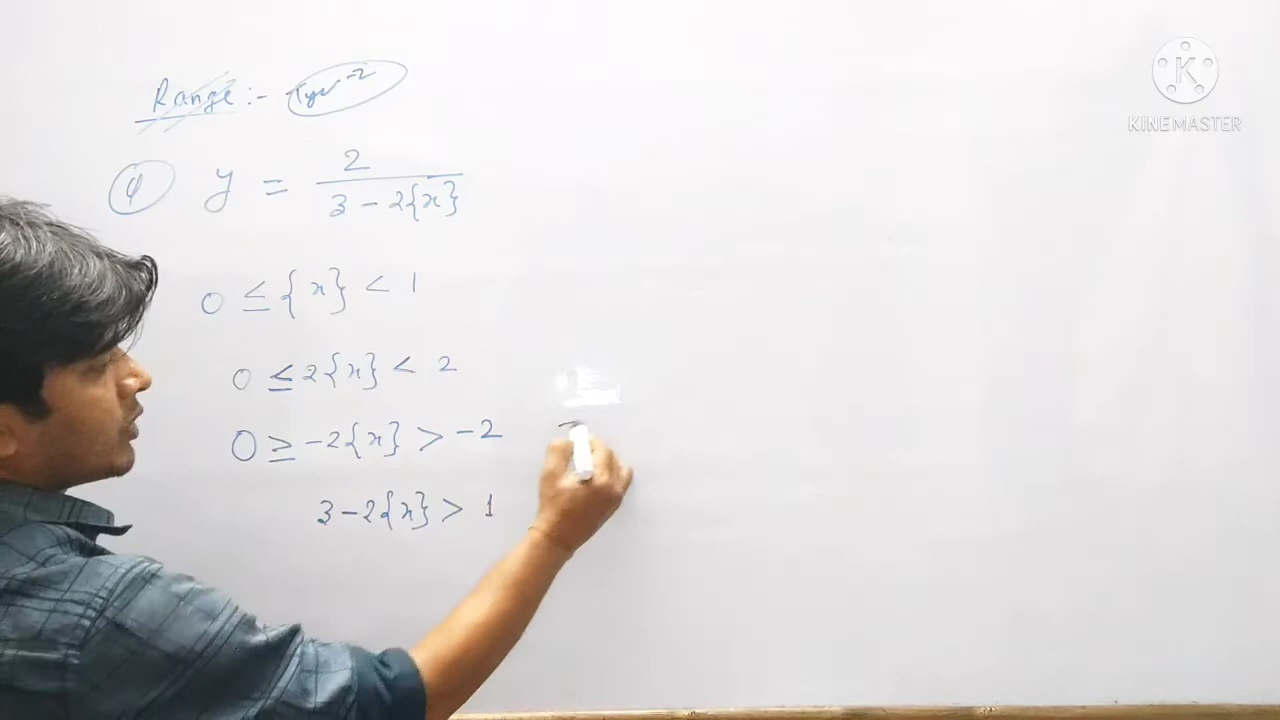 Range :- Type-2
K
KINEMASTER
④ y = 2 / (3 - 2{x})
0 ≤ {x} < 1
0 ≤ 2{x} < 2
0 ≥ -2{x} > -2
3 - 2{x} > 1